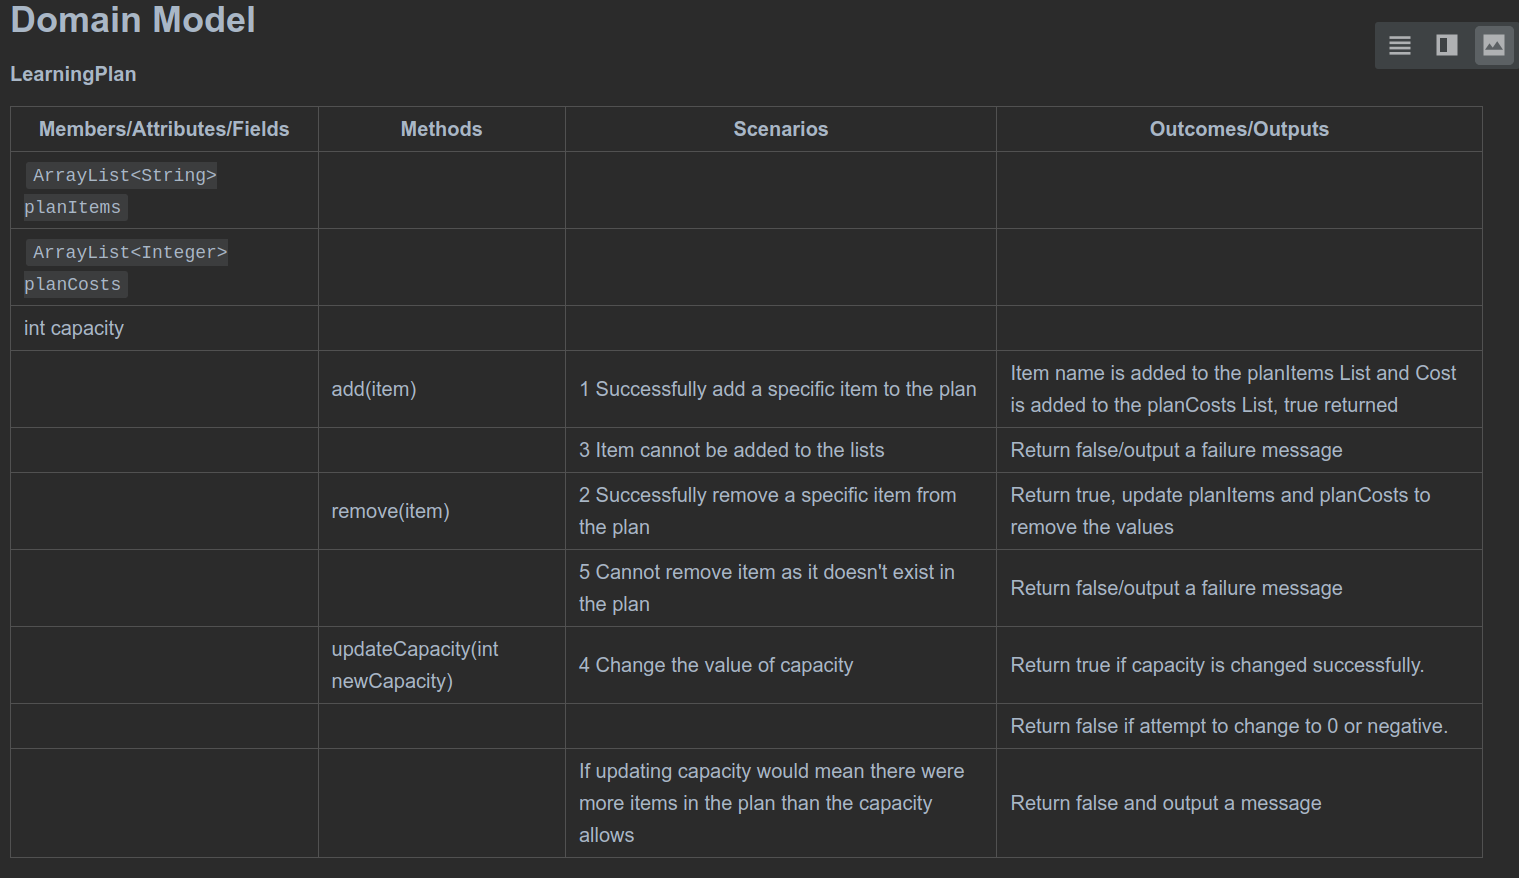 Domain Model
LearningPlan
Members/Attributes/Fields Methods Scenarios Outcomes/Outputs
ArrayList<String>
planItems
ArrayList<Integer>
planCosts
int capacity
add(item)
1 Successfully add a specific item to the plan
Item name is added to the planItems List and Cost
is added to the planCosts List, true returned
3 Item cannot be added to the lists
Return false/output a failure message
remove(item)
2 Successfully remove a specific item from
the plan
Return true, update planItems and planCosts to
remove the values
5 Cannot remove item as it doesn't exist in
the plan
Return false/output a failure message
updateCapacity(int
newCapacity)
4 Change the value of capacity
Return true if capacity is changed successfully.
Return false if attempt to change to 0 or negative.
If updating capacity would mean there were
more items in the plan than the capacity
allows
Return false and output a message